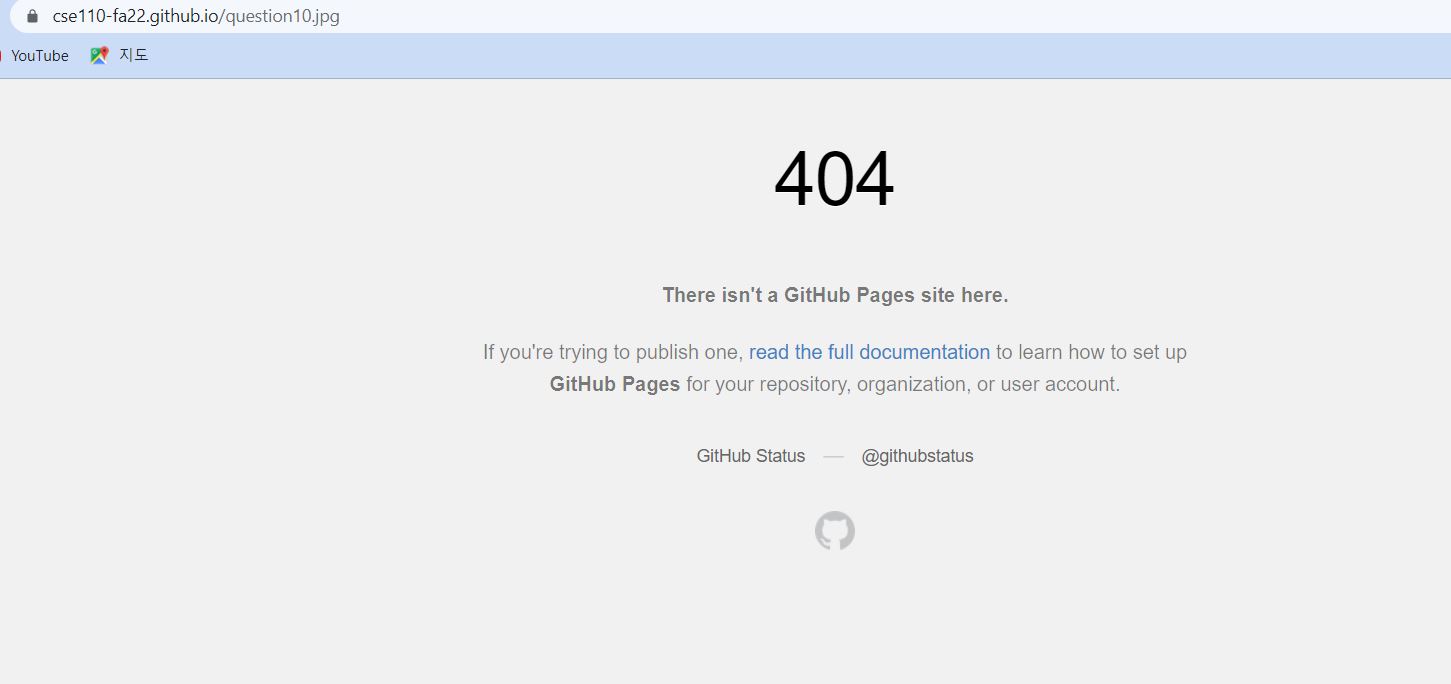 cse110-fa22.github.io/question10.jpg
YouTube 지도
404
There isn't a GitHub Pages site here.
If you're trying to publish one, read the full documentation to learn how to set up
GitHub Pages for your repository, organization, or user account.
GitHub Status — @githubstatus